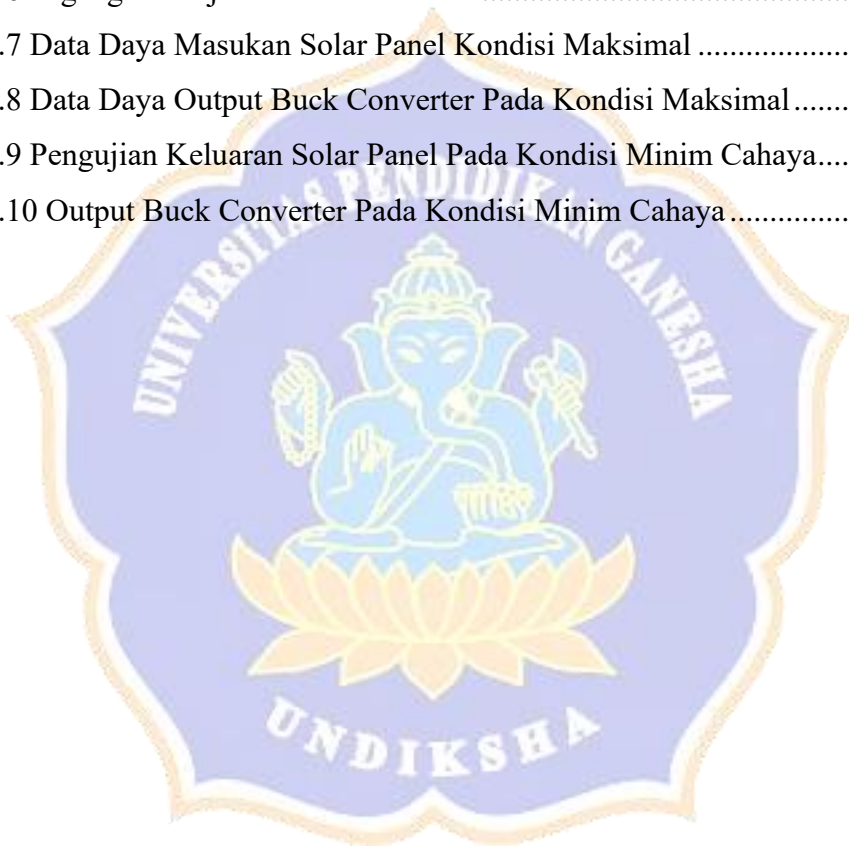 .7 Data Daya Masukan Solar Panel Kondisi Maksimal ..................
.8 Data Daya Output Buck Converter Pada Kondisi Maksimal .......
.9 Pengujian Keluaran Solar Panel Pada Kondisi Minim Cahaya....
.10 Output Buck Converter Pada Kondisi Minim Cahaya ...............
UNIVERSITAS PENDIDIKAN GANESHA
UNDIKSHA